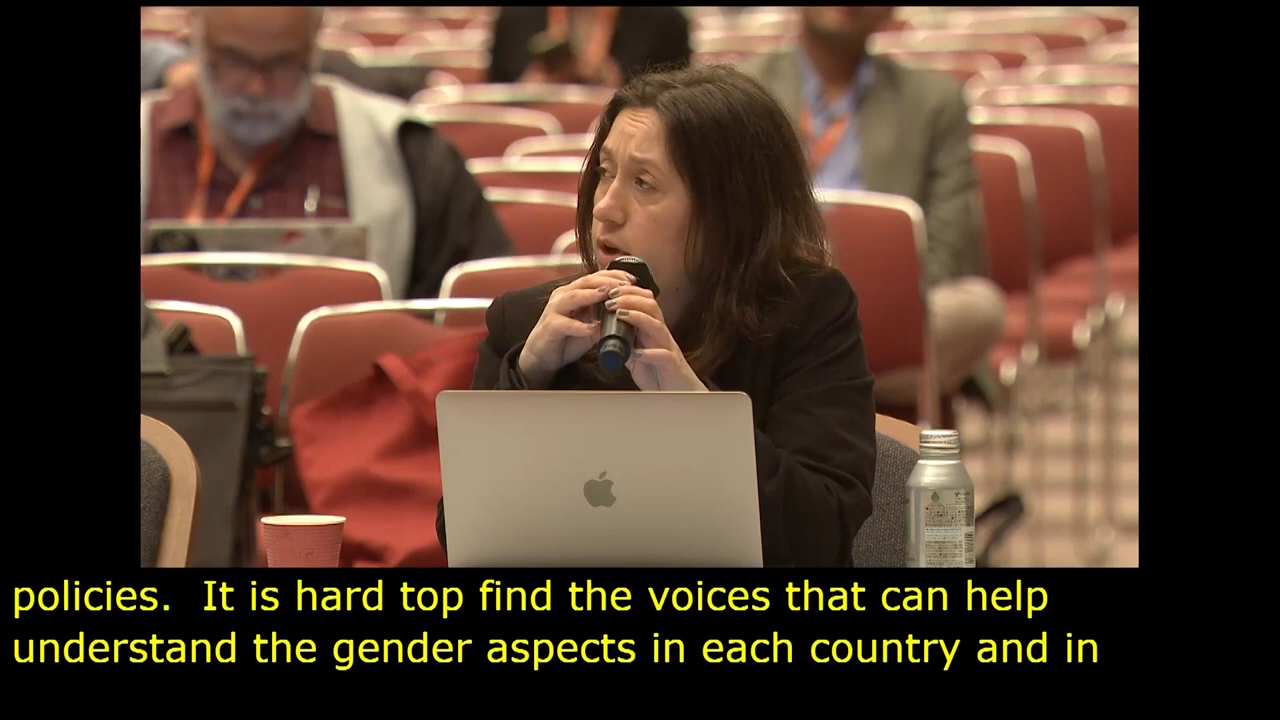 policies.  It is hard top find the voices that can help
understand the gender aspects in each country and in